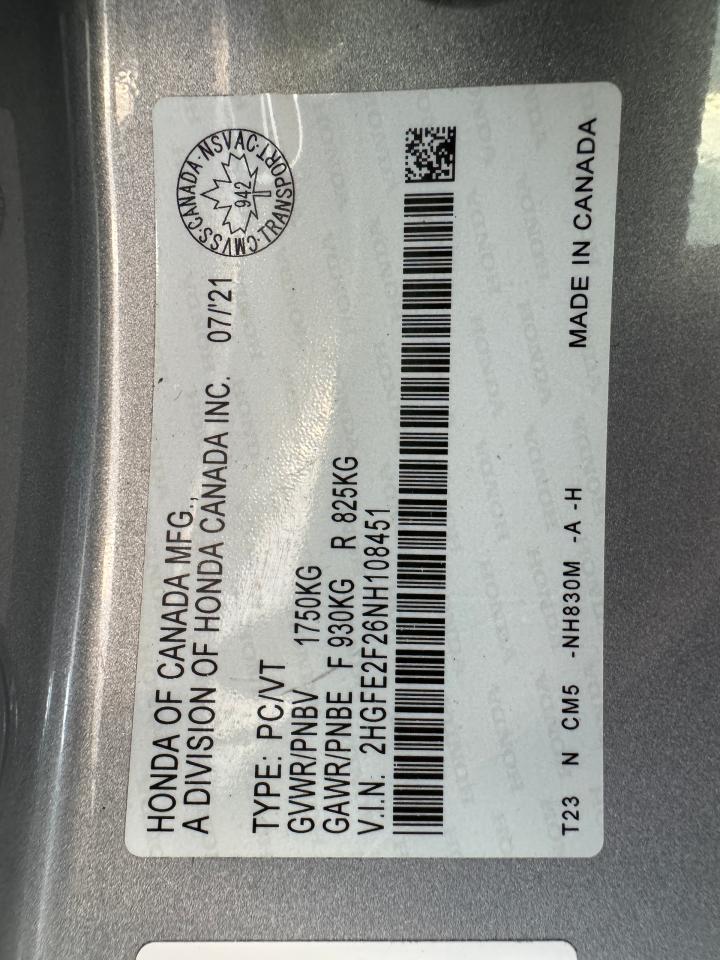 HONDA OF CANADA MFG.,
A DIVISION OF HONDA CANADA INC. 07/'21
CMVSS·CANADA·NSVAC·TRANSPORT·
942
TYPE: PC/VT
GVWR/PNBV 1750KG
GAWR/PNBE F 930KG R 825KG
V.I.N. 2HGFE2F26NH108451
T23 N CM5 -NH830M -A -H MADE IN CANADA